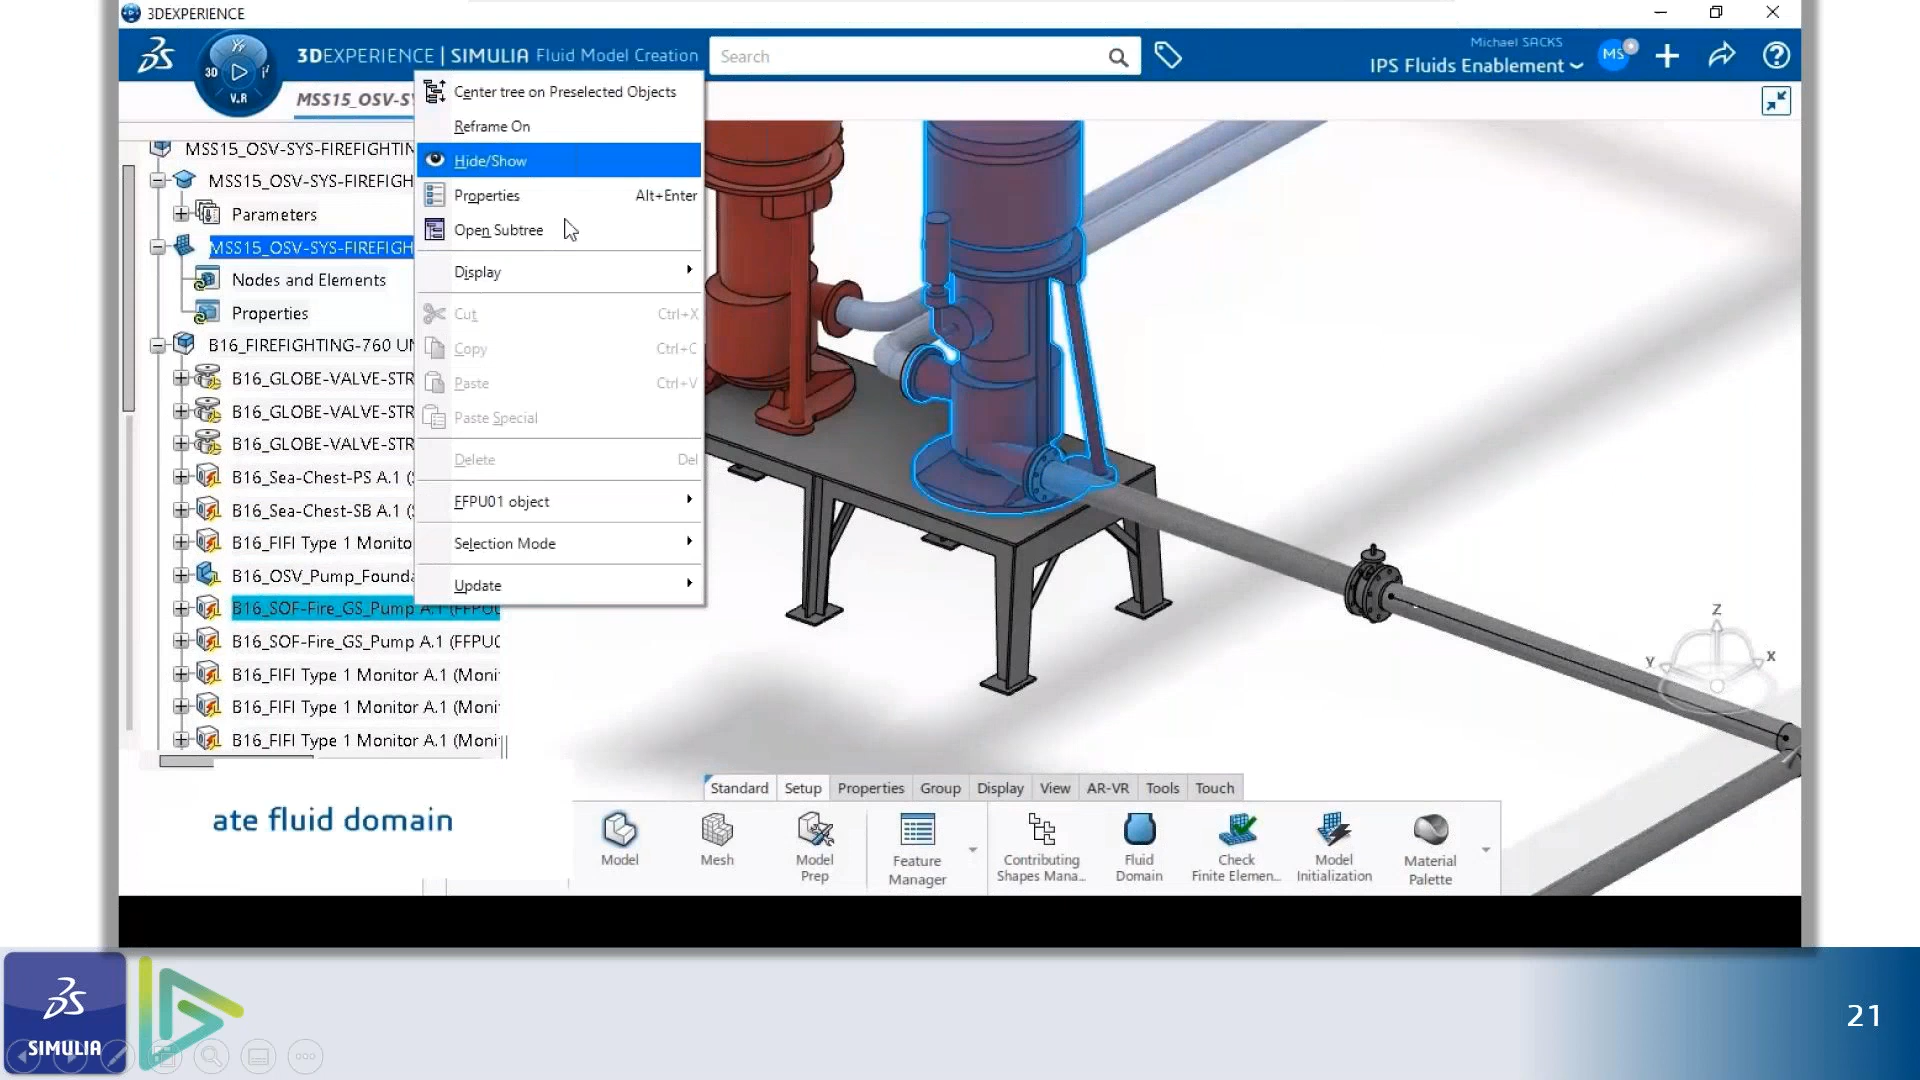 3DEXPERIENCE
3DEXPERIENCE | SIMULIA Fluid Model Creation
Search
Michael SACKS
IPS Fluids Enablement
MS
3D
V.R
MSS15_OSV-SY
Center tree on Preselected Objects
Reframe On
Hide/Show
Properties Alt+Enter
Open Subtree
Display
Cut Ctrl+X
Copy Ctrl+C
Paste Ctrl+V
Paste Special
Delete Del
FFPU01 object
Selection Mode
Update
MSS15_OSV-SYS-FIREFIGHTIN
MSS15_OSV-SYS-FIREFIGH
Parameters
MSS15_OSV-SYS-FIREFIGH
Nodes and Elements
Properties
B16_FIREFIGHTING-760 UN
B16_GLOBE-VALVE-STR
B16_GLOBE-VALVE-STR
B16_GLOBE-VALVE-STR
B16_Sea-Chest-PS A.1 (S
B16_Sea-Chest-SB A.1 (S
B16_FIFI Type 1 Monito
B16_OSV_Pump_Founda
B16_SOF-Fire_GS_Pump A.1 (FFPU0
B16_SOF-Fire_GS_Pump A.1 (FFPU
B16_FIFI Type 1 Monitor A.1 (Moni
B16_FIFI Type 1 Monitor A.1 (Moni
B16_FIFI Type 1 Monitor A.1 (Moni
Z
Y
X
ate fluid domain
Standard Setup Properties Group Display View AR-VR Tools Touch
Model
Mesh
Model Prep
Feature Manager
Contributing Shapes Mana...
Fluid Domain
Check Finite Elemen...
Model Initialization
Material Palette
SIMULIA
21